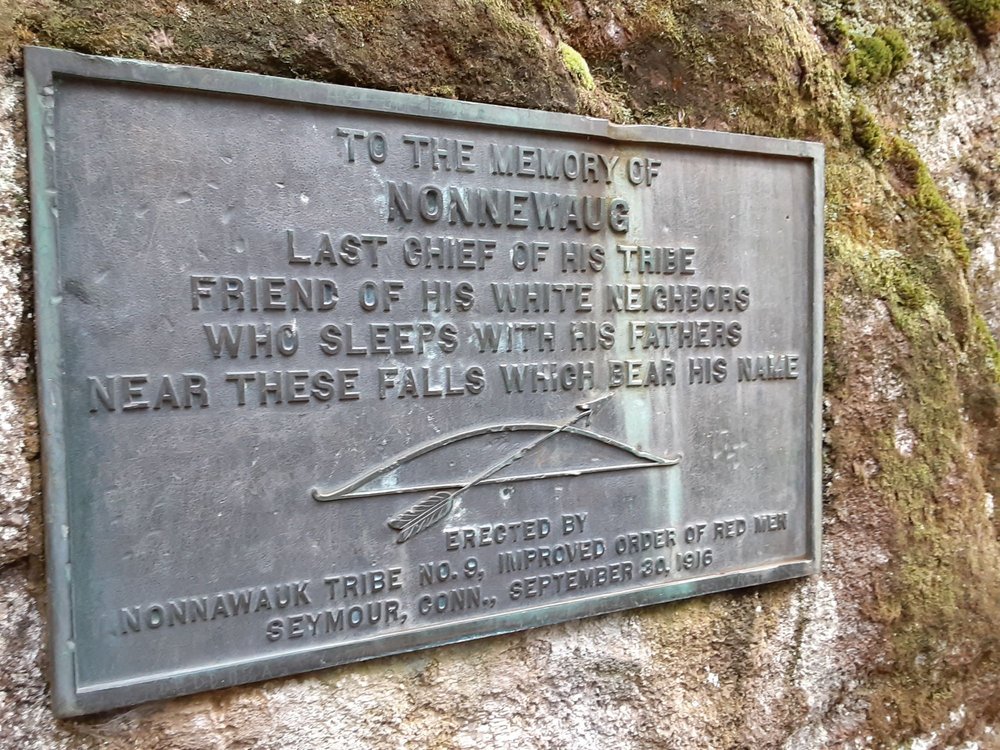 TO THE MEMORY OF
NONNEWAUG
LAST CHIEF OF HIS TRIBE
FRIEND OF HIS WHITE NEIGHBORS
WHO SLEEPS WITH HIS FATHERS
NEAR THESE FALLS WHICH BEAR HIS NAME
ERECTED BY
NONNAWAUK TRIBE NO. 9, IMPROVED ORDER OF RED MEN
SEYMOUR, CONN., SEPTEMBER 30, 1916